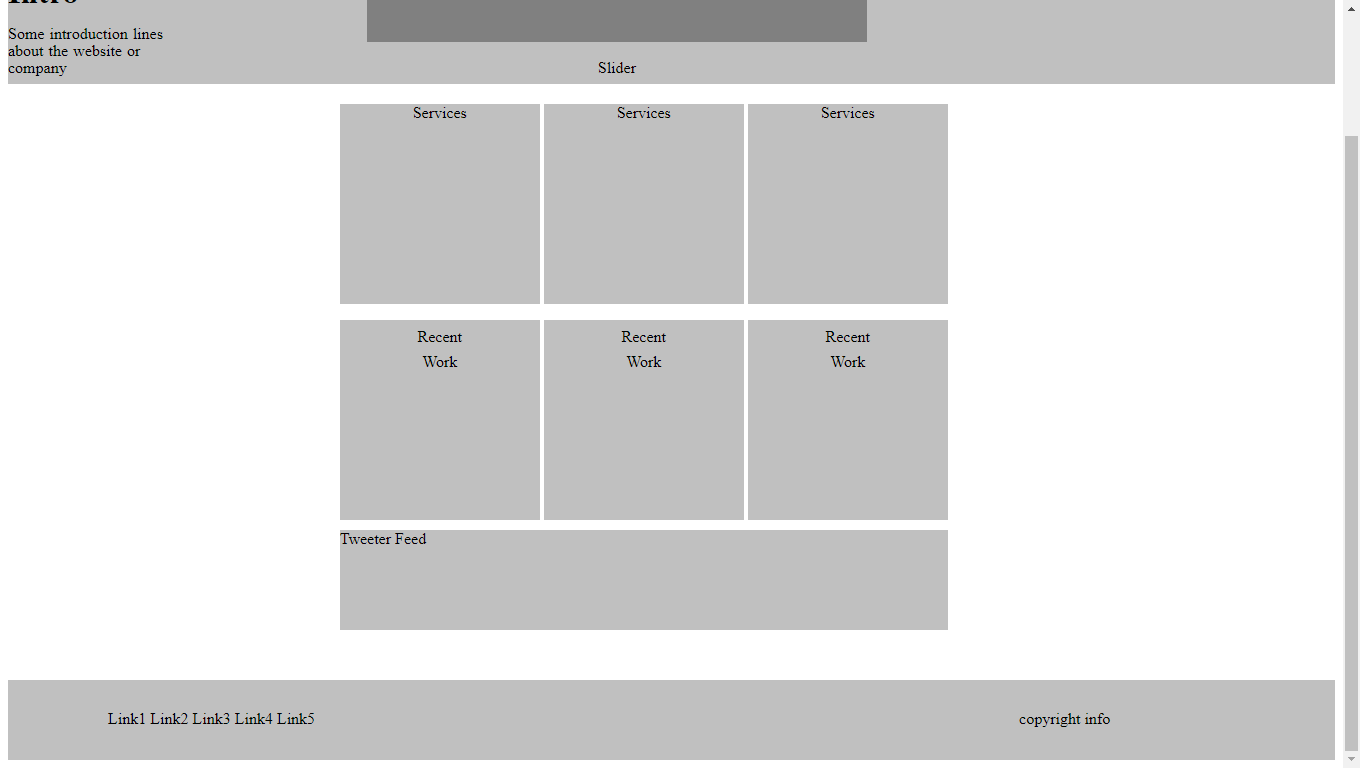 Intro
Some introduction lines
about the website or
company
Slider
Services Services Services
Recent Recent Recent
Work Work Work
Tweeter Feed
Link1 Link2 Link3 Link4 Link5 copyright info